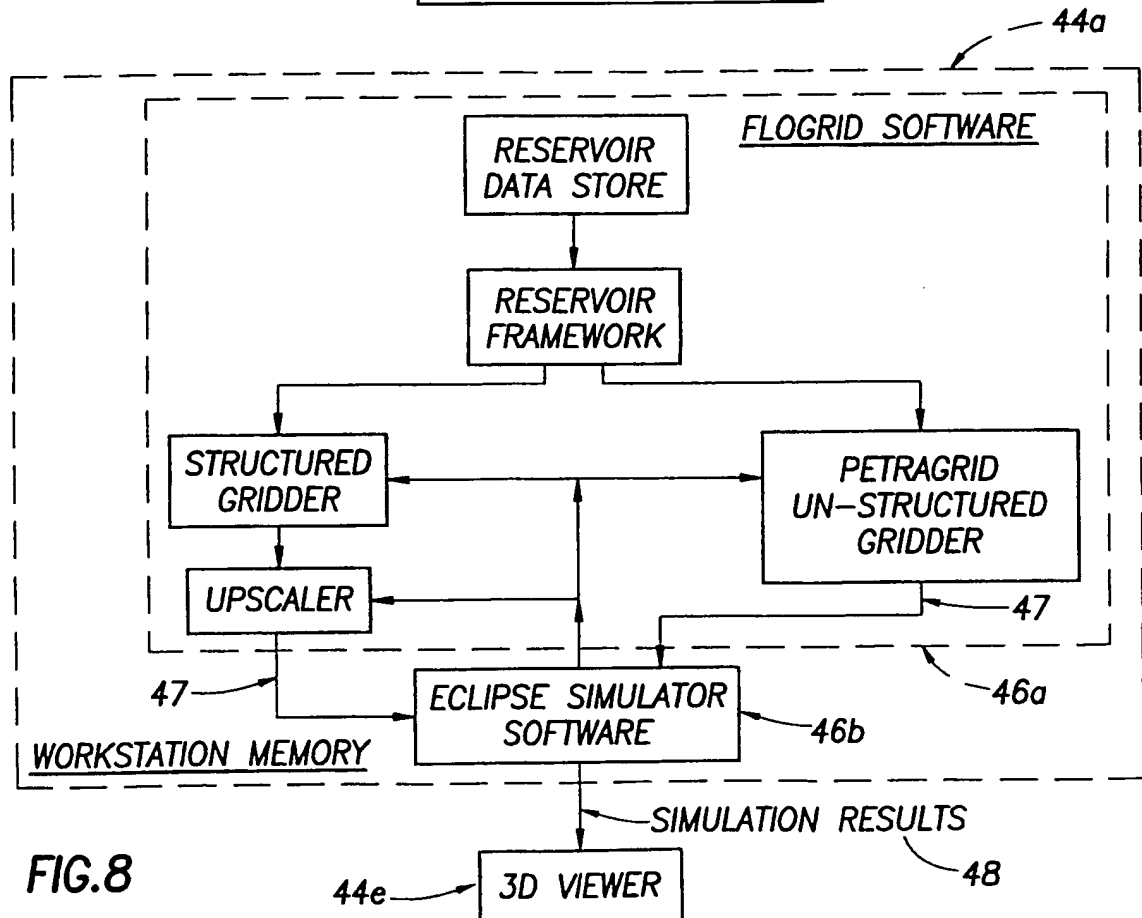 44a
FLOGRID SOFTWARE
RESERVOIR
DATA STORE
RESERVOIR
FRAMEWORK
STRUCTURED
GRIDDER
PETRAGRID
UN-STRUCTURED
GRIDDER
UPSCALER
47
47
46a
ECLIPSE SIMULATOR
SOFTWARE
46b
WORKSTATION MEMORY
SIMULATION RESULTS
48
FIG.8
44e
3D VIEWER